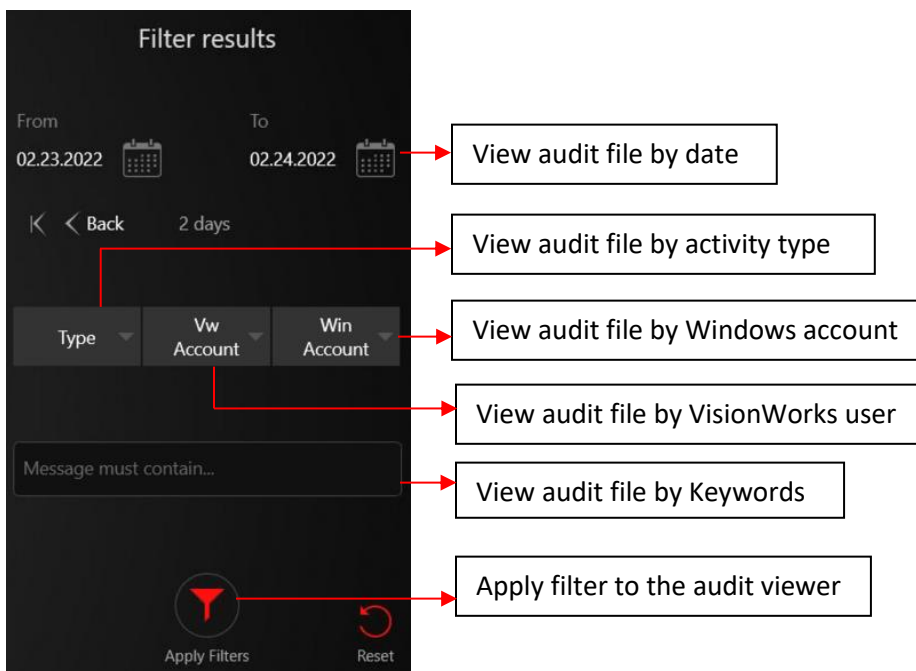 Filter results
From
To
02.23.2022
02.24.2022
View audit file by date
Back
2 days
View audit file by activity type
Type
Vw
Account
Win
Account
View audit file by Windows account
View audit file by VisionWorks user
Message must contain...
View audit file by Keywords
Apply filter to the audit viewer
Apply Filters
Reset